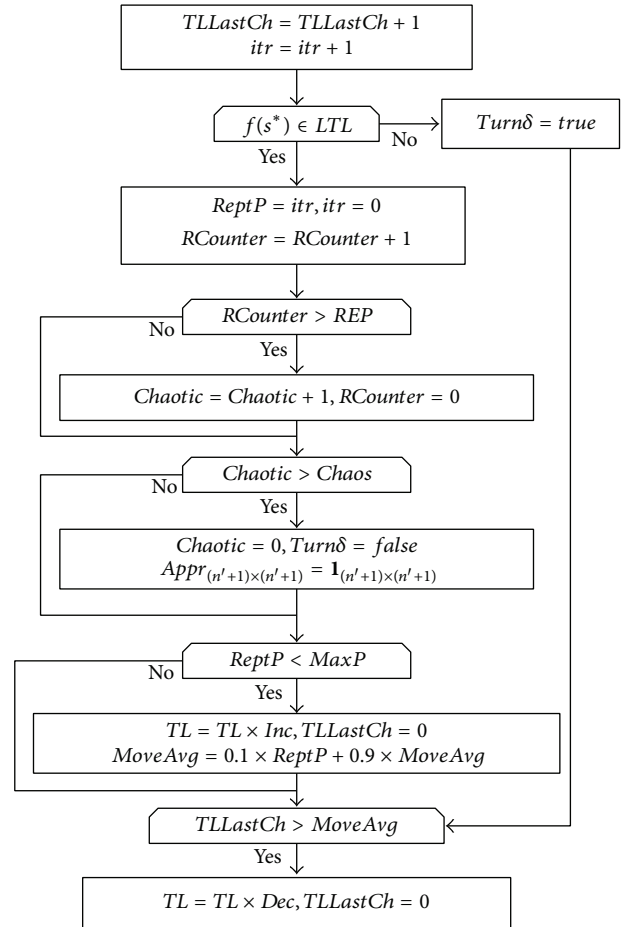 TLLastCh = TLLastCh + 1
itr = itr + 1
f(s*) ∈ LTL
No
Turnδ = true
Yes
ReptP = itr, itr = 0
RCounter = RCounter + 1
RCounter > REP
No
Yes
Chaotic = Chaotic + 1, RCounter = 0
Chaotic > Chaos
No
Yes
Chaotic = 0, Turnδ = false
Appr(n′+1)×(n′+1) = 1(n′+1)×(n′+1)
ReptP < MaxP
No
Yes
TL = TL × Inc, TLLastCh = 0
MoveAvg = 0.1 × ReptP + 0.9 × MoveAvg
TLLastCh > MoveAvg
Yes
TL = TL × Dec, TLLastCh = 0